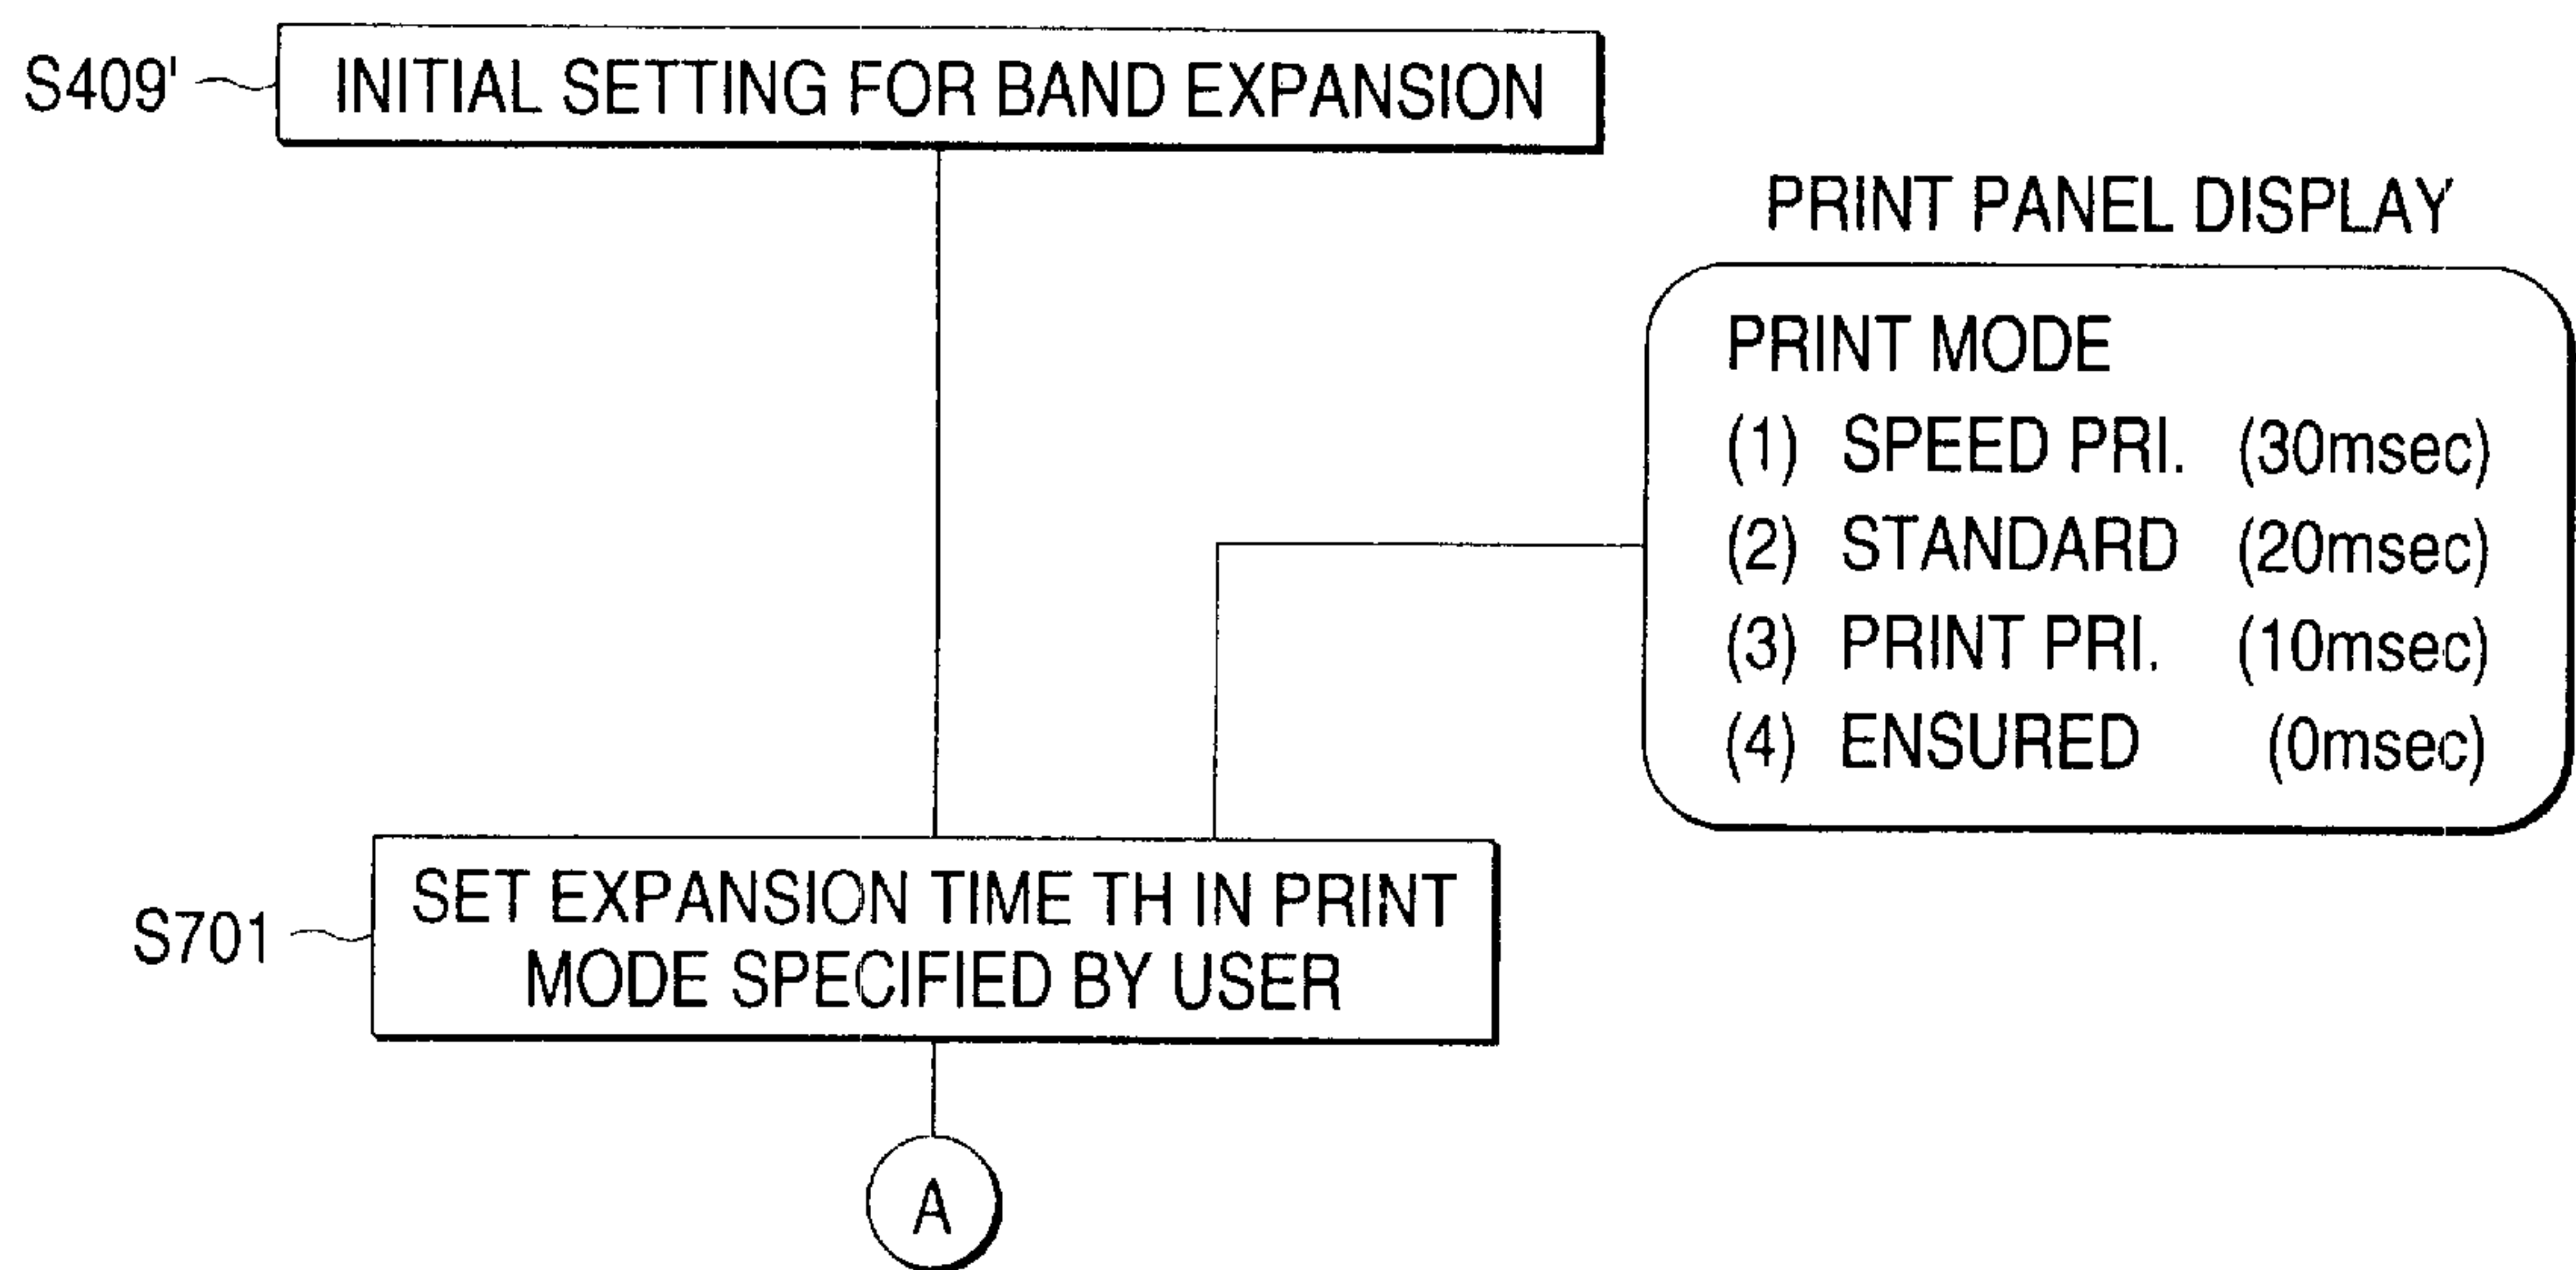 S409' INITIAL SETTING FOR BAND EXPANSION
PRINT PANEL DISPLAY
PRINT MODE
(1) SPEED PRI. (30msec)
(2) STANDARD (20msec)
(3) PRINT PRI. (10msec)
(4) ENSURED (0msec)
S701
SET EXPANSION TIME TH IN PRINT
MODE SPECIFIED BY USER
A